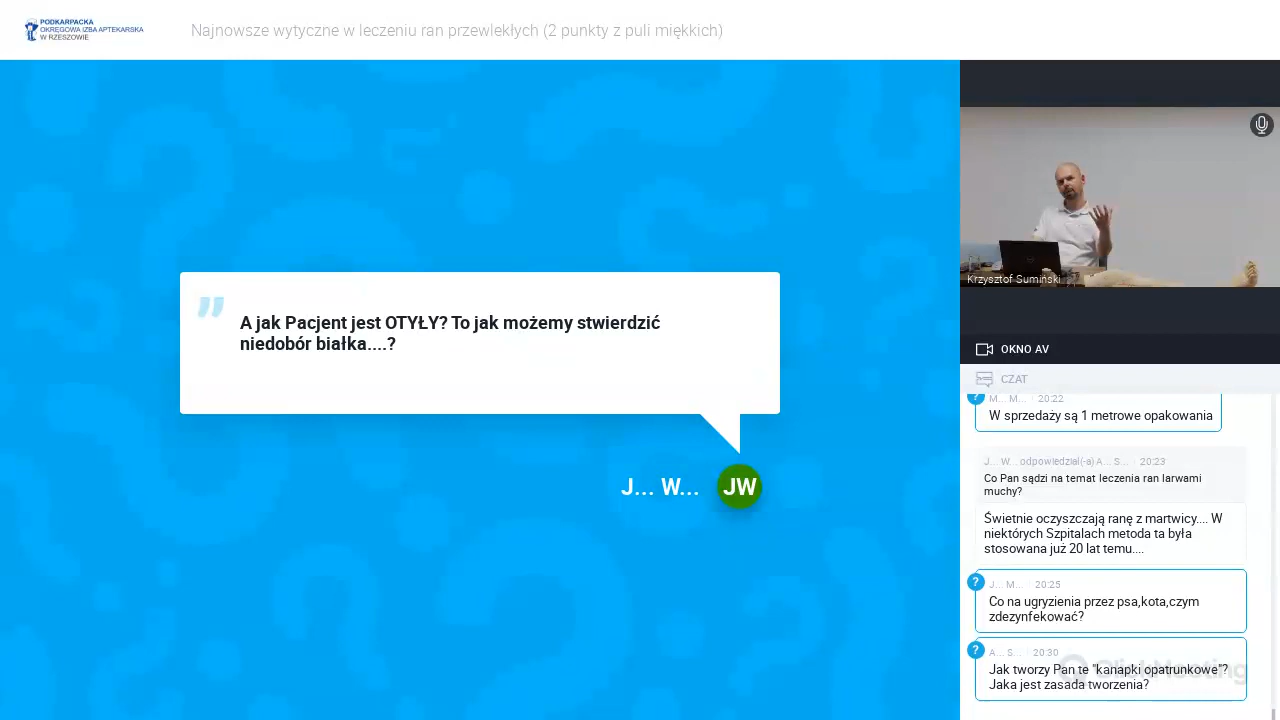 PODKARPACKA
OKRĘGOWA IZBA APTEKARSKA
W RZESZOWIE
Najnowsze wytyczne w leczeniu ran przewlekłych (2 punkty z puli miękkich)
A jak Pacjent jest OTYŁY? To jak możemy stwierdzić
niedobór białka....?
J... W...
JW
Krzysztof Sumiński
OKNO AV
CZAT
?
M... M... 20:22
W sprzedaży są 1 metrowe opakowania
J... W... odpowiedział(-a) A... S... 20:23
Co Pan sądzi na temat leczenia ran larwami
muchy?
Świetnie oczyszczają ranę z martwicy.... W
niektórych Szpitalach metoda ta była
stosowana już 20 lat temu....
?
J... M... 20:25
Co na ugryzienia przez psa,kota,czym
zdezynfekować?
?
A... S... 20:30
Jak tworzy Pan te "kanapki opatrunkowe"?
Jaka jest zasada tworzenia?
ClickMeeting